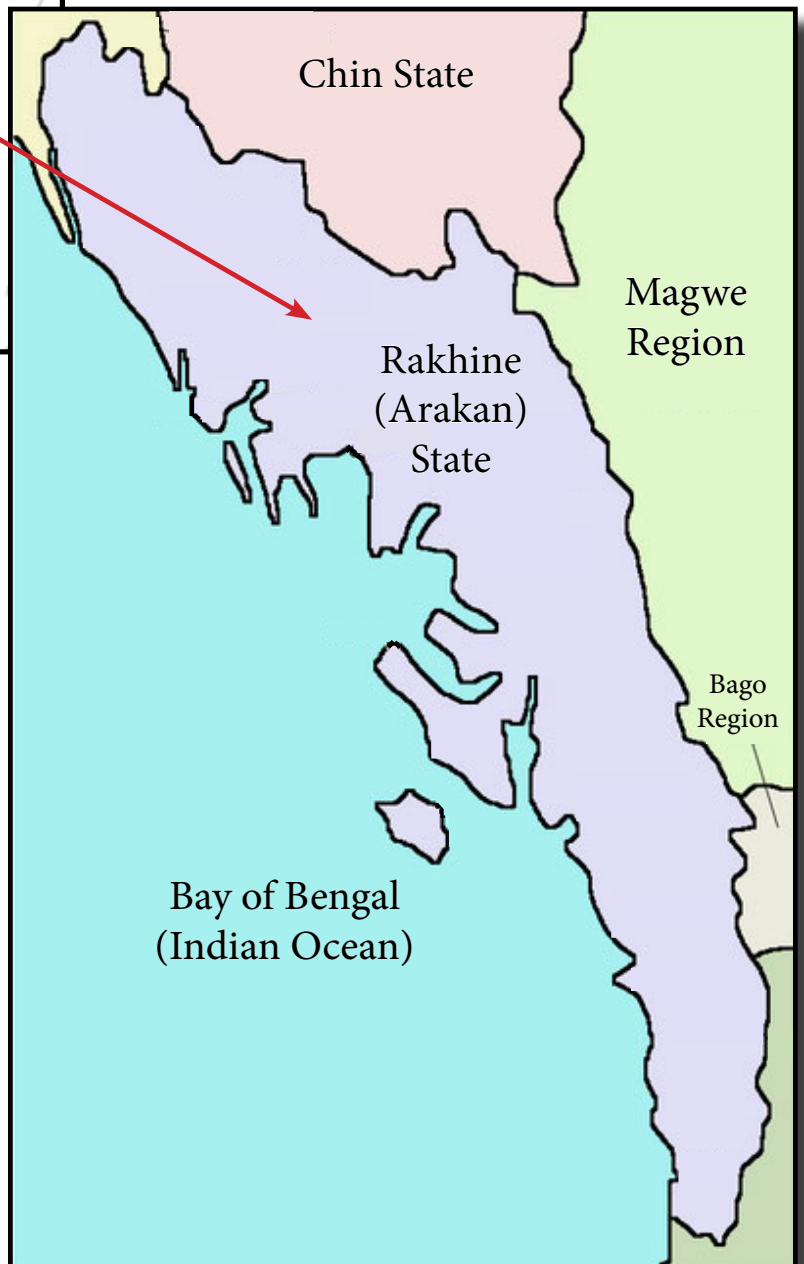 Chin State
Magwe
Region
Rakhine
(Arakan)
State
Bago
Region
Bay of Bengal
(Indian Ocean)